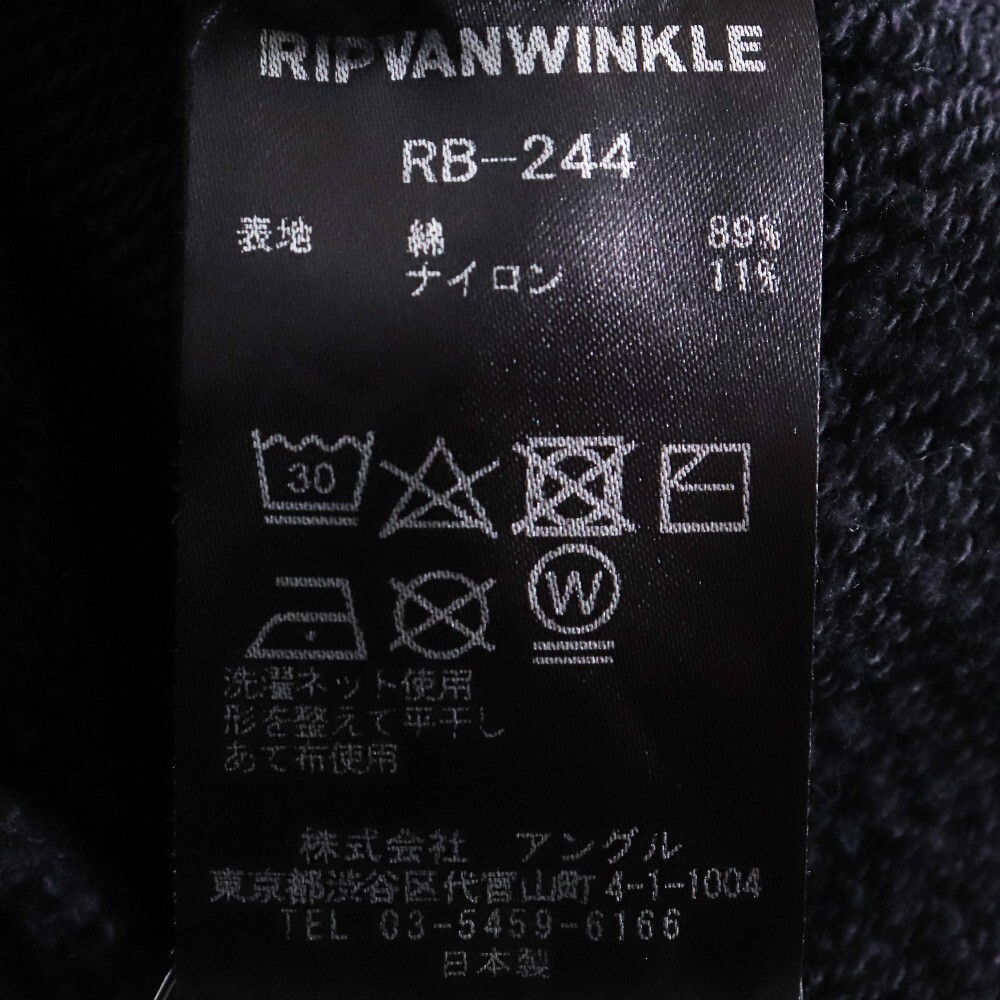 RIPVANWINKLE
RB-244
表地 綿 89%
ナイロン 11%
30
W
洗濯ネット使用
形を整えて平干し
あて布使用
株式会社 アングル
東京都渋谷区代官山町4-1-1004
TEL 03-5459-6166
日本製